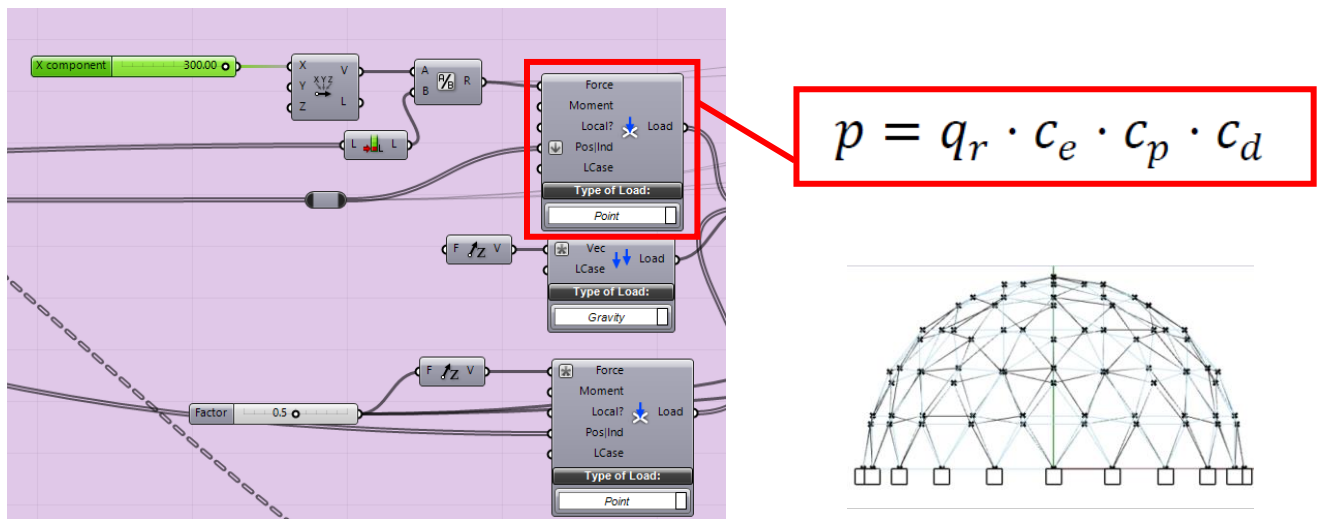 X component 300.00
X
Y
Z
XYZ
V
L
A
B
A/B
R
L L L
Force
Moment
Local? Load
Pos|Ind
LCase
Type of Load:
Point
F Z V
Vec
LCase Load
Type of Load:
Gravity
F Z V
Factor 0.5
Force
Moment
Local? Load
Pos|Ind
LCase
Type of Load:
Point
p = q_r · c_e · c_p · c_d